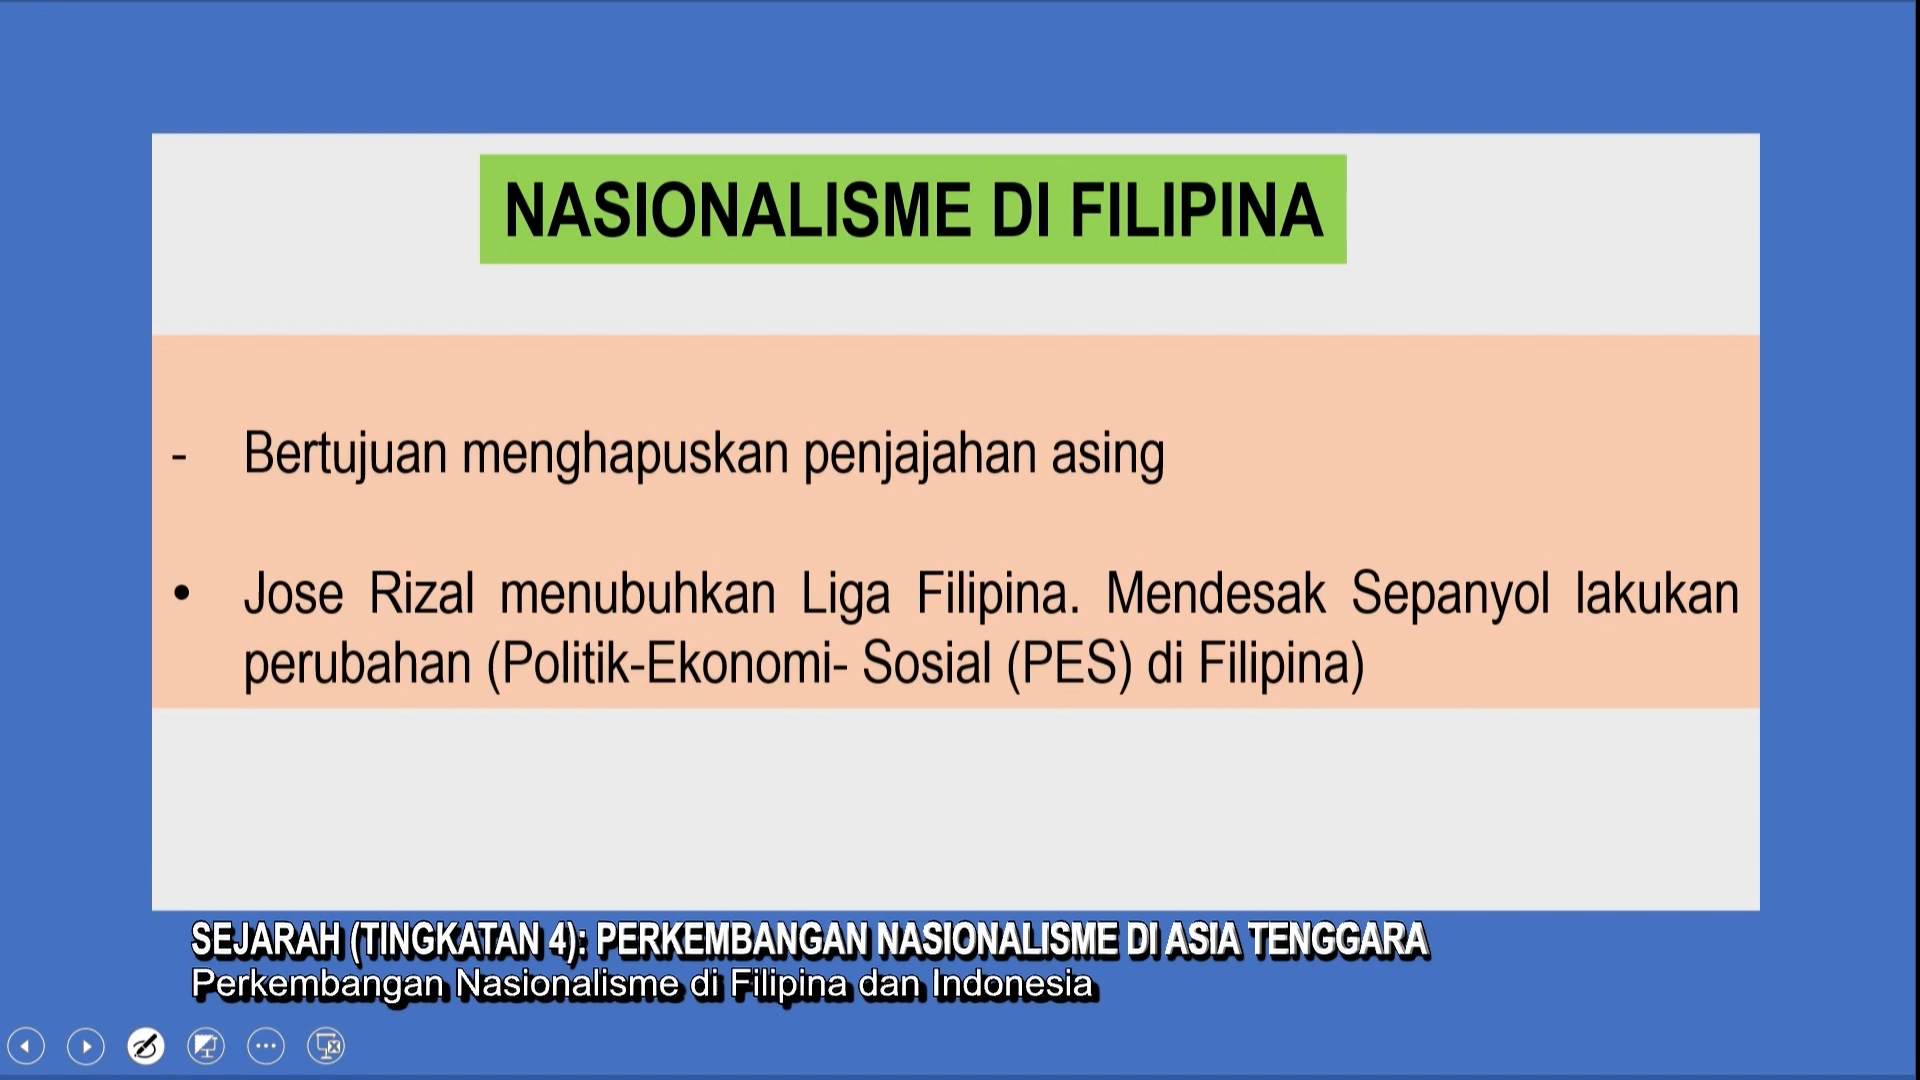 NASIONALISME DI FILIPINA
- Bertujuan menghapuskan penjajahan asing
• Jose Rizal menubuhkan Liga Filipina. Mendesak Sepanyol lakukan
perubahan (Politik-Ekonomi- Sosial (PES) di Filipina)
SEJARAH (TINGKATAN 4): PERKEMBANGAN NASIONALISME DI ASIA TENGGARA
Perkembangan Nasionalisme di Filipina dan Indonesia